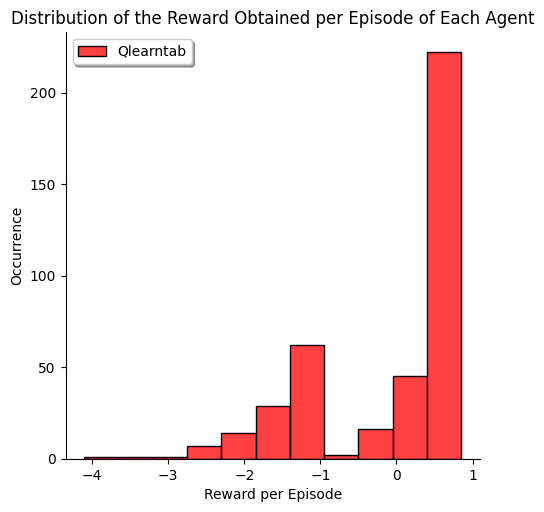 Distribution of the Reward Obtained per Episode of Each Agent
Qlearntab
Occurrence
200
150
100
50
0
−4
−3
−2
−1
0
1
Reward per Episode